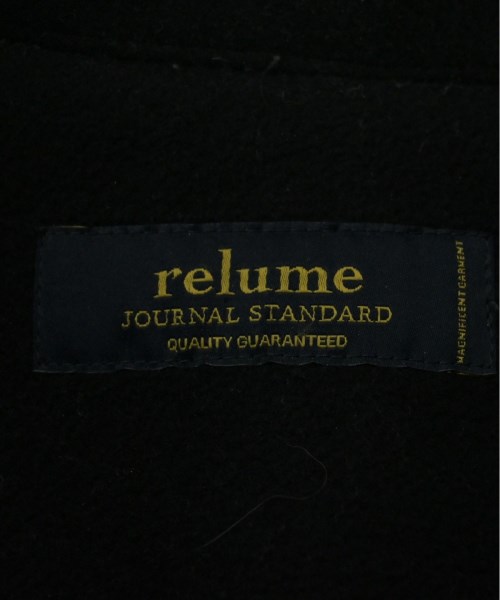 relume
JOURNAL STANDARD
QUALITY GUARANTEED
MAGNIFICENT GARMENT